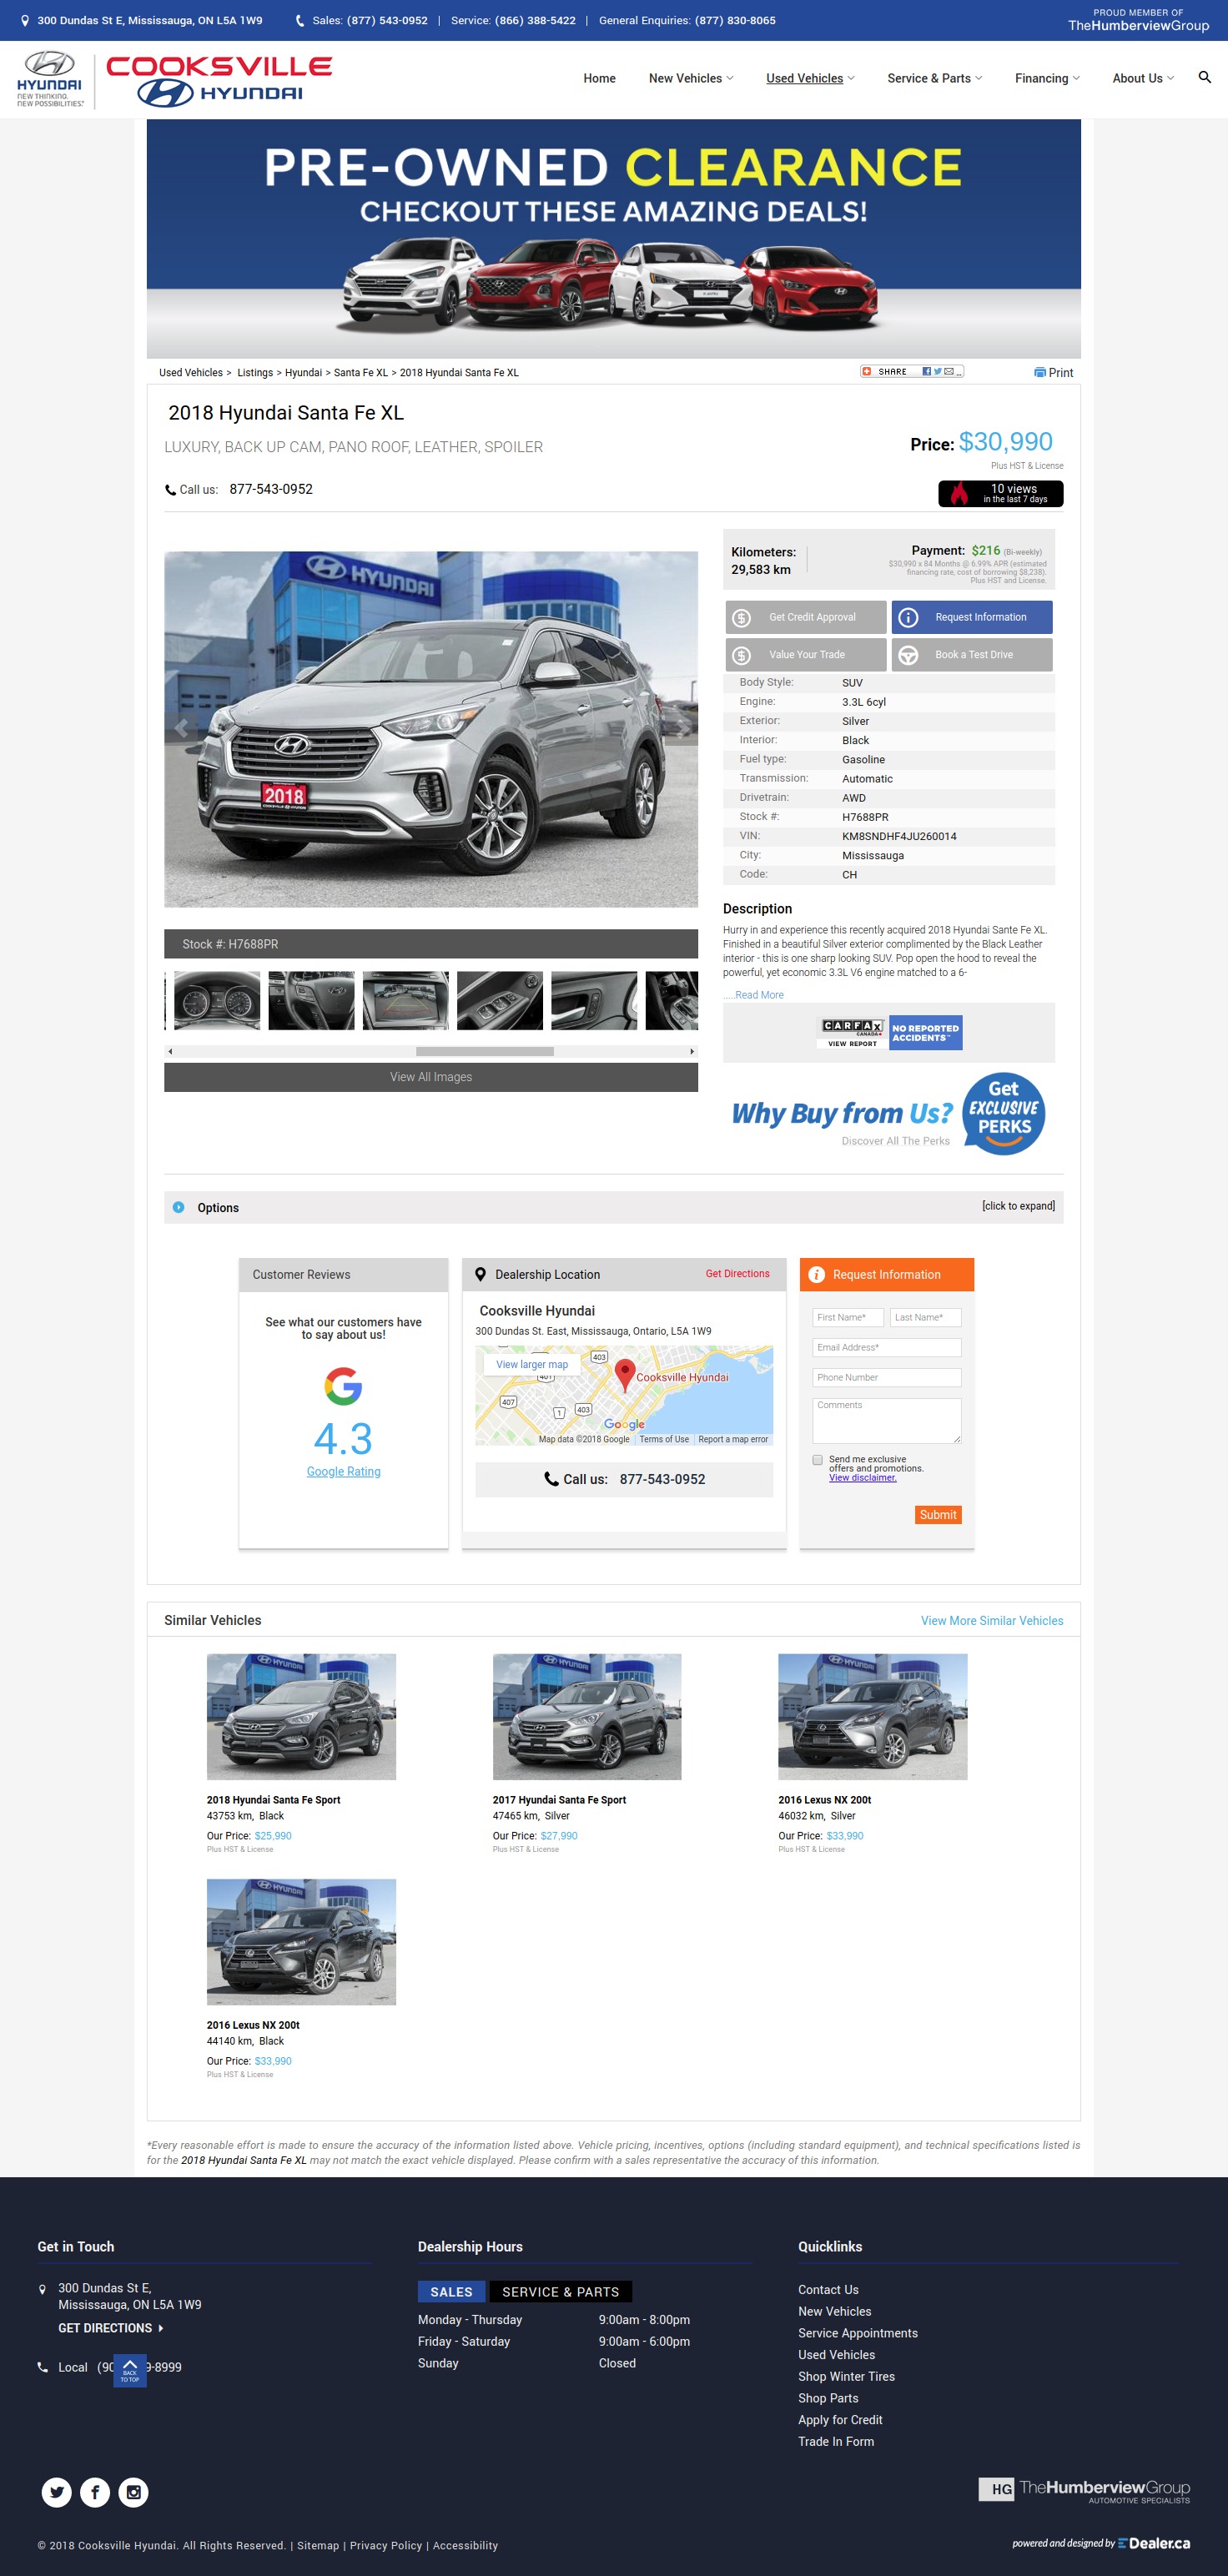 300 Dundas St E, Mississauga, ON L5A 1W9
Sales: (877) 543-0952 | Service: (866) 388-5422 | General Enquiries: (877) 830-8065
PROUD MEMBER OF
TheHumberviewGroup
HYUNDAI
NEW THINKING.
NEW POSSIBILITIES.
COOKSVILLE
HYUNDAI
Home
New Vehicles
Used Vehicles
Service & Parts
Financing
About Us
PRE-OWNED CLEARANCE
CHECKOUT THESE AMAZING DEALS!
Used Vehicles > Listings > Hyundai > Santa Fe XL > 2018 Hyundai Santa Fe XL
SHARE
Print
2018 Hyundai Santa Fe XL
LUXURY, BACK UP CAM, PANO ROOF, LEATHER, SPOILER
Price: $30,990
Plus HST & License
Call us: 877-543-0952
10 views
in the last 7 days
HYUNDAI
2018
Kilometers:
29,583 km
Payment: $216 (Bi-weekly)
$30,990 x 84 Months @ 6.99% APR (estimated
financing rate, cost of borrowing $8,238).
Plus HST and License.
Get Credit Approval
Request Information
Value Your Trade
Book a Test Drive
Body Style: SUV
Engine: 3.3L 6cyl
Exterior: Silver
Interior: Black
Fuel type: Gasoline
Transmission: Automatic
Drivetrain: AWD
Stock #: H7688PR
VIN: KM8SNDHF4JU260014
City: Mississauga
Code: CH
Description
Hurry in and experience this recently acquired 2018 Hyundai Sante Fe XL.
Finished in a beautiful Silver exterior complimented by the Black Leather
interior - this is one sharp looking SUV. Pop open the hood to reveal the
powerful, yet economic 3.3L V6 engine matched to a 6-
.....Read More
Stock #: H7688PR
View All Images
CARFAX
CANADA
VIEW REPORT
NO REPORTED
ACCIDENTS™
Why Buy from Us?
Discover All The Perks
Get
EXCLUSIVE
PERKS
Options
[click to expand]
Customer Reviews
See what our customers have
to say about us!
4.3
Google Rating
Dealership Location
Get Directions
Cooksville Hyundai
300 Dundas St. East, Mississauga, Ontario, L5A 1W9
View larger map
403
401
407
1
403
Cooksville Hyundai
Google
Map data ©2018 Google
Terms of Use
Report a map error
Call us: 877-543-0952
Request Information
First Name*
Last Name*
Email Address*
Phone Number
Comments
Send me exclusive
offers and promotions.
View disclaimer.
Submit
Similar Vehicles
View More Similar Vehicles
HYUNDAI
HYUNDAI
HYUNDAI
2018 Hyundai Santa Fe Sport
43753 km, Black
Our Price: $25,990
Plus HST & License
2017 Hyundai Santa Fe Sport
47465 km, Silver
Our Price: $27,990
Plus HST & License
2016 Lexus NX 200t
46032 km, Silver
Our Price: $33,990
Plus HST & License
HYUNDAI
2016 Lexus NX 200t
44140 km, Black
Our Price: $33,990
Plus HST & License
*Every reasonable effort is made to ensure the accuracy of the information listed above. Vehicle pricing, incentives, options (including standard equipment), and technical specifications listed is
for the 2018 Hyundai Santa Fe XL may not match the exact vehicle displayed. Please confirm with a sales representative the accuracy of this information.
Get in Touch
300 Dundas St E,
Mississauga, ON L5A 1W9
GET DIRECTIONS
Local (90 9-8999
BACK
TO TOP
Dealership Hours
SALES
SERVICE & PARTS
Monday - Thursday 9:00am - 8:00pm
Friday - Saturday 9:00am - 6:00pm
Sunday Closed
Quicklinks
Contact Us
New Vehicles
Service Appointments
Used Vehicles
Shop Winter Tires
Shop Parts
Apply for Credit
Trade In Form
HG TheHumberviewGroup
AUTOMOTIVE SPECIALISTS
© 2018 Cooksville Hyundai. All Rights Reserved. | Sitemap | Privacy Policy | Accessibility
powered and designed by EDealer.ca